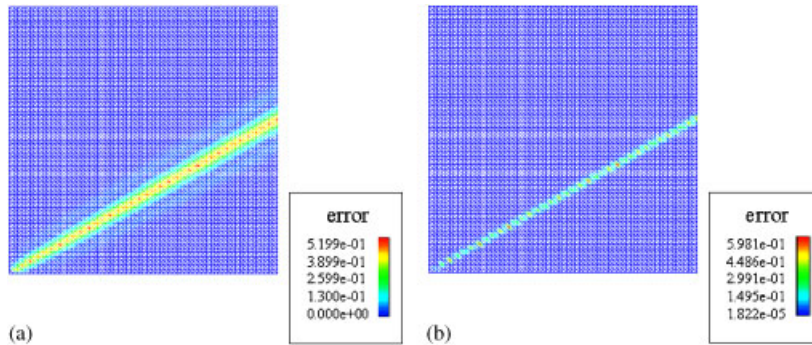 error
5.199e-01
3.899e-01
2.599e-01
1.300e-01
0.000e+00
(a)
error
5.981e-01
4.486e-01
2.991e-01
1.495e-01
1.822e-05
(b)